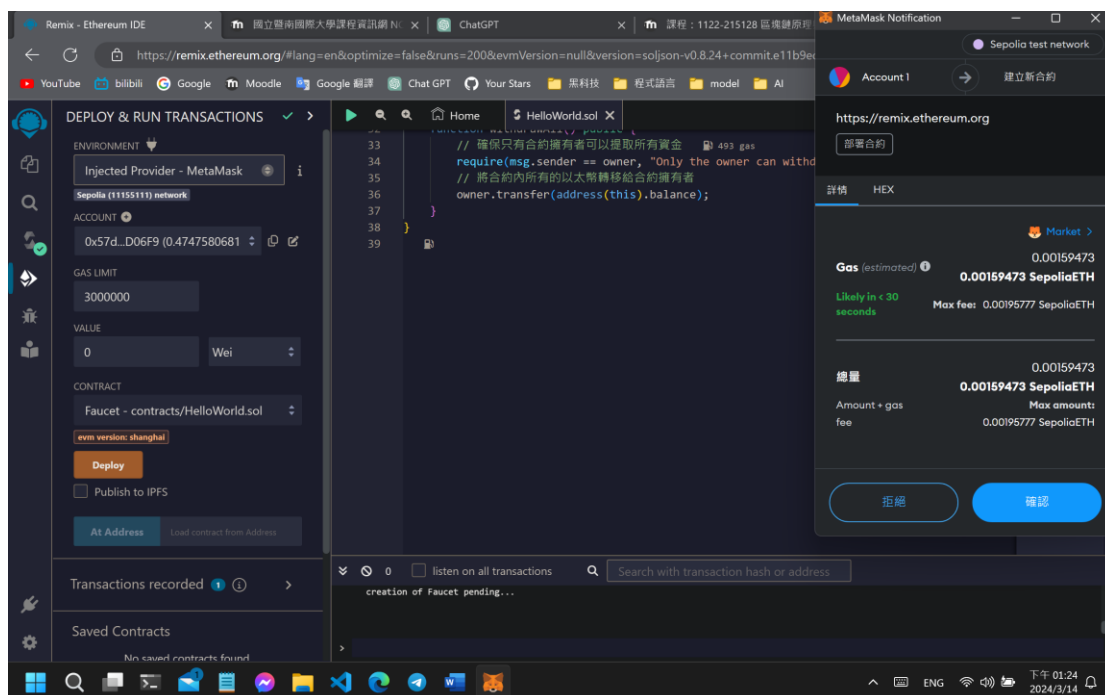 Remix - Ethereum IDE
國立暨南國際大學課程資訊網 NC
ChatGPT
課程：1122-215128 區塊鏈原理
https://remix.ethereum.org/#lang=en&optimize=false&runs=200&evmVersion=null&version=soljson-v0.8.24+commit.e11b9ed
YouTube
bilibili
Google
Moodle
Google 翻譯
Chat GPT
Your Stars
黑科技
程式語言
model
AI
DEPLOY & RUN TRANSACTIONS
ENVIRONMENT
Injected Provider - MetaMask
Sepolia (11155111) network
ACCOUNT
0x57d...D06F9 (0.4747580681
GAS LIMIT
3000000
VALUE
0
Wei
CONTRACT
Faucet - contracts/HelloWorld.sol
evm version: shanghai
Deploy
Publish to IPFS
At Address
Load contract from Address
Transactions recorded 1 i
Saved Contracts
No saved contracts found
Home
HelloWorld.sol
32 function withdrawAll() public {
33 // 確保只有合約擁有者可以提取所有資金 493 gas
34 require(msg.sender == owner, "Only the owner can withd
35 // 將合約內所有的以太幣轉移給合約擁有者
36 owner.transfer(address(this).balance);
37 }
38 }
39
0
listen on all transactions
Search with transaction hash or address
creation of Faucet pending...
>
MetaMask Notification
Sepolia test network
Account 1
建立新合約
https://remix.ethereum.org
部署合約
詳情
HEX
Market >
Gas (estimated)
0.00159473
0.00159473 SepoliaETH
Likely in < 30 seconds
Max fee: 0.00195777 SepoliaETH
總量
0.00159473
0.00159473 SepoliaETH
Amount + gas fee
Max amount:
0.00195777 SepoliaETH
拒絕
確認
ENG
下午 01:24
2024/3/14